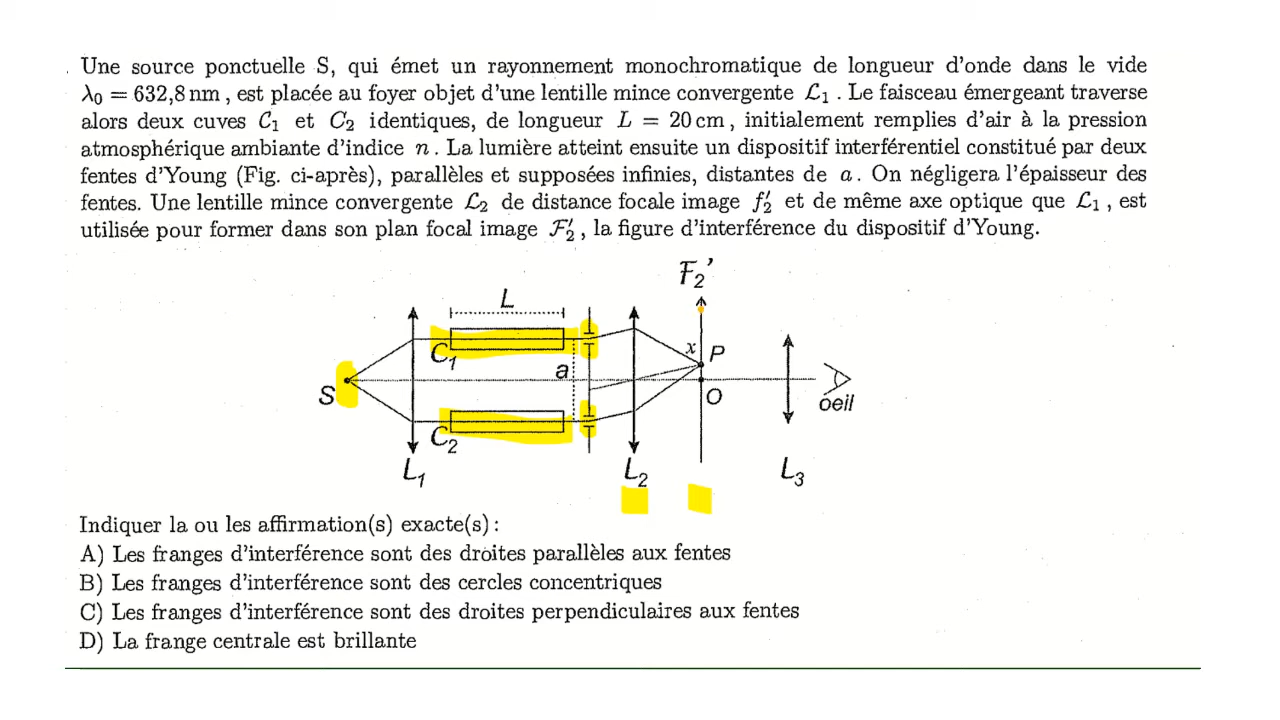 Une source ponctuelle S, qui émet un rayonnement monochromatique de longueur d'onde dans le vide
λ₀ = 632,8 nm , est placée au foyer objet d'une lentille mince convergente ℒ₁ . Le faisceau émergeant traverse
alors deux cuves C₁ et C₂ identiques, de longueur L = 20 cm , initialement remplies d'air à la pression
atmosphérique ambiante d'indice n . La lumière atteint ensuite un dispositif interférentiel constitué par deux
fentes d'Young (Fig. ci-après), parallèles et supposées infinies, distantes de a . On négligera l'épaisseur des
fentes. Une lentille mince convergente ℒ₂ de distance focale image f₂′ et de même axe optique que ℒ₁ , est
utilisée pour former dans son plan focal image ℱ₂′ , la figure d'interférence du dispositif d'Young.
F₂'
L
C₁
x
P
a
S
O
oeil
C₂
L₁
L₂
L₃
Indiquer la ou les affirmation(s) exacte(s) :
A) Les franges d'interférence sont des droites parallèles aux fentes
B) Les franges d'interférence sont des cercles concentriques
C) Les franges d'interférence sont des droites perpendiculaires aux fentes
D) La frange centrale est brillante